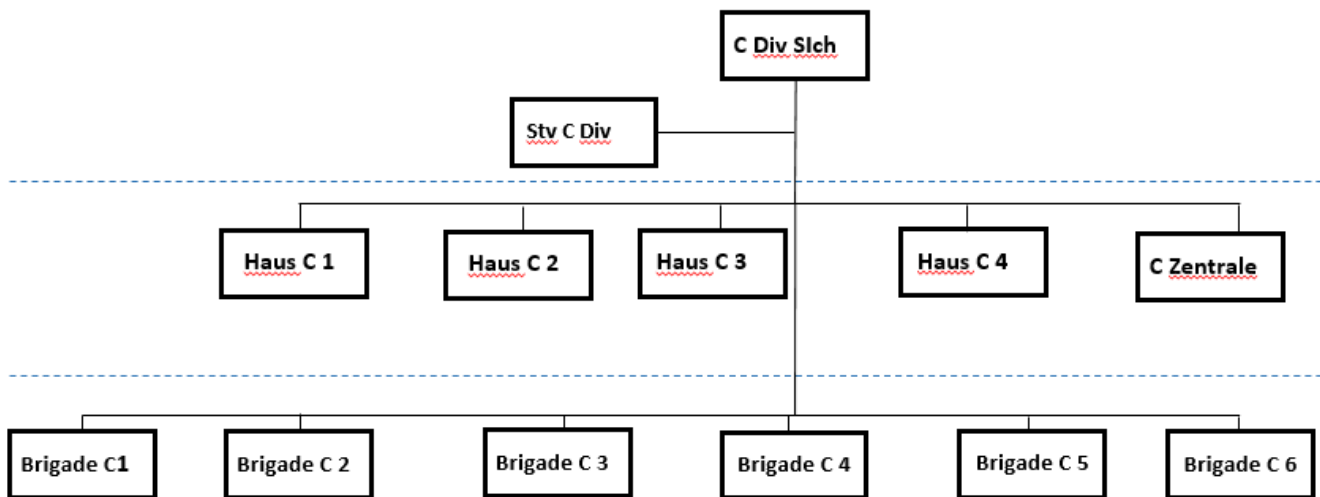 C Div SIch
Stv C Div
Haus C 1
Haus C 2
Haus C 3
Haus C 4
C Zentrale
Brigade C1
Brigade C 2
Brigade C 3
Brigade C 4
Brigade C 5
Brigade C 6